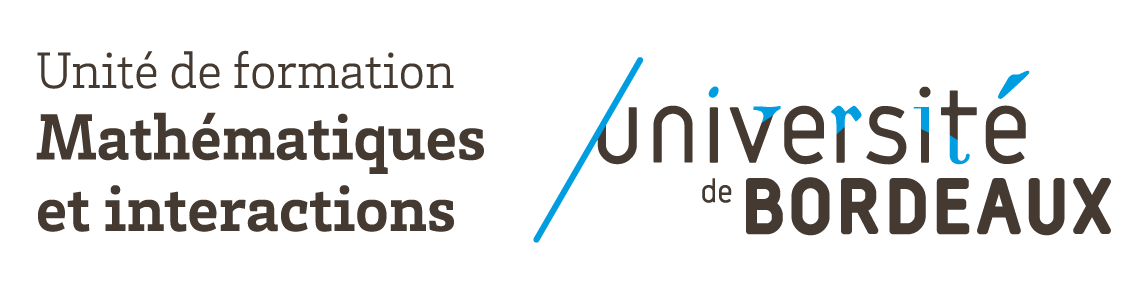 Unité de formation
Mathématiques
et interactions
université
de BORDEAUX